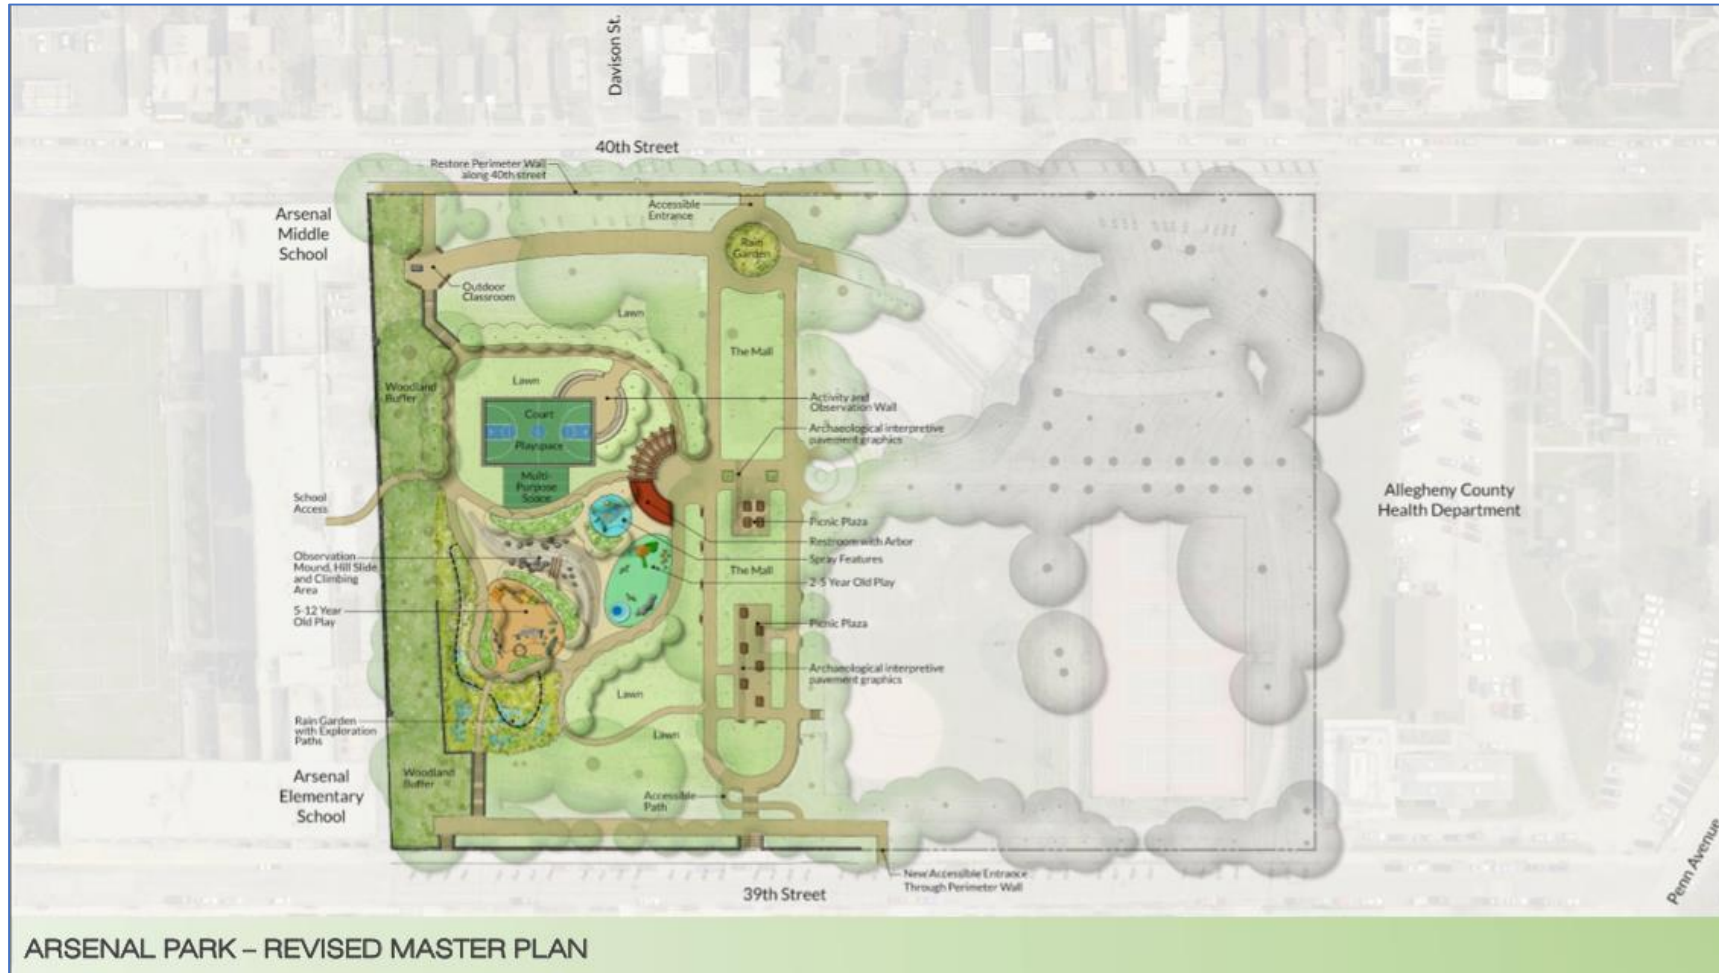 Davison St.
40th Street
Restore Perimeter Wall
along 40th street
Accessible
Entrance
Arsenal
Middle
School
Rain
Garden
Outdoor
Classroom
Lawn
The Mall
Woodland
Buffer
Lawn
Activity and
Observation Wall
Court
Archaeological interpretive
pavement graphics
Playspace
Multi-
Purpose
Space
School
Access
Allegheny County
Health Department
Picnic Plaza
Restroom with Arbor
Observation
Mound, Hill Slide
and Climbing
Area
Spray Features
The Mall
2-5 Year Old Play
5-12 Year
Old Play
Picnic Plaza
Archaeological interpretive
pavement graphics
Lawn
Rain Garden
with Exploration
Paths
Lawn
Arsenal
Elementary
School
Woodland
Buffer
Accessible
Path
Penn Avenue
New Accessible Entrance
Through Perimeter Wall
39th Street
ARSENAL PARK – REVISED MASTER PLAN